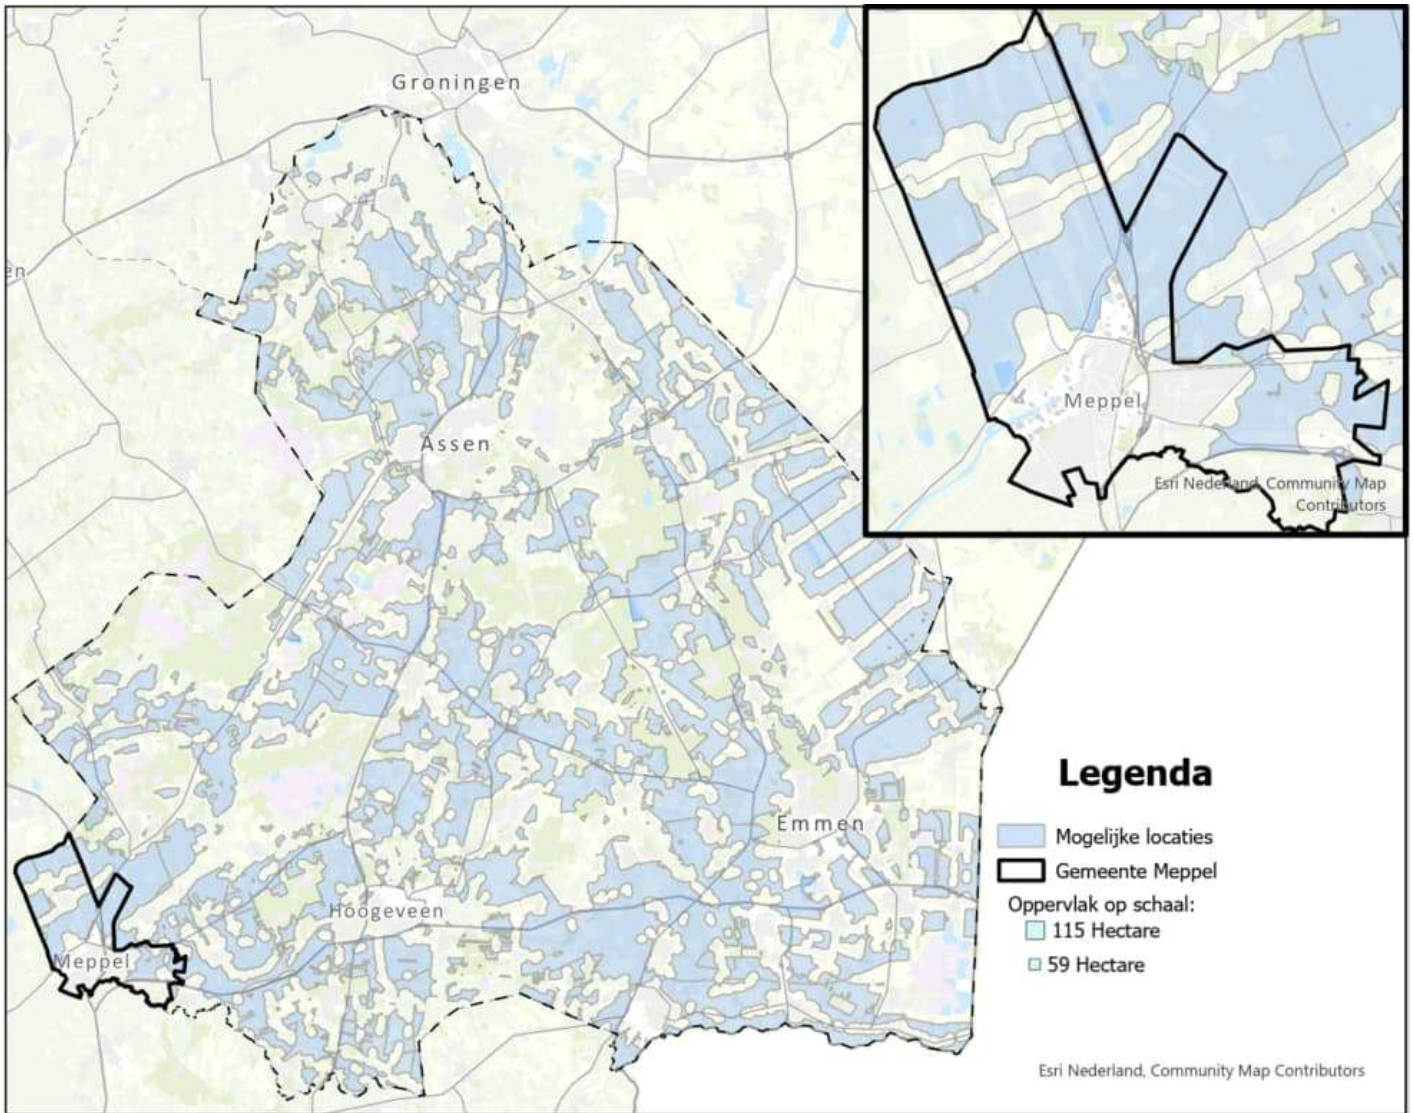 Groningen
en
Assen
Emmen
Hoogeveen
Meppel
Meppel
Esri Nederland, Community Map
Contributors
Legenda
Mogelijke locaties
Gemeente Meppel
Oppervlak op schaal:
115 Hectare
59 Hectare
Esri Nederland, Community Map Contributors